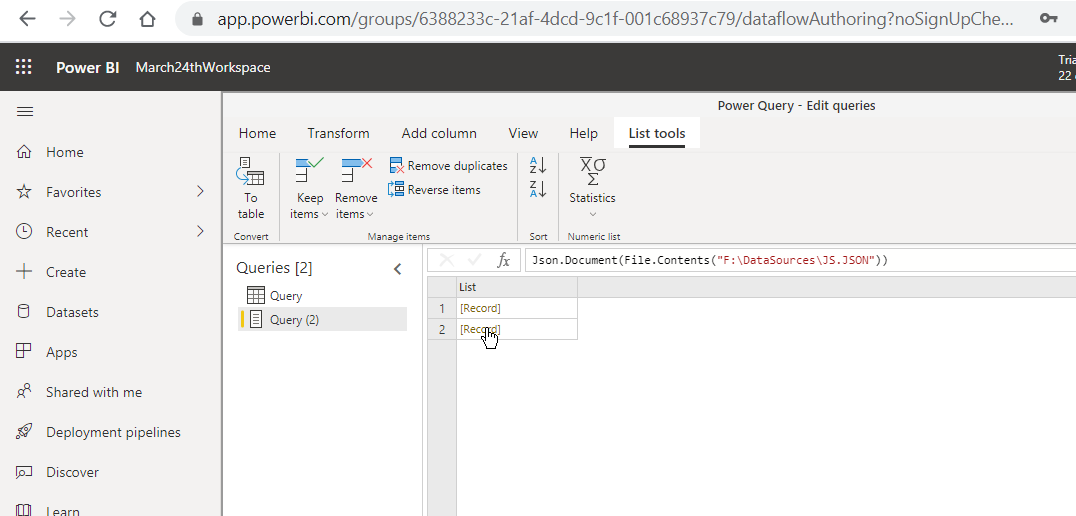 app.powerbi.com/groups/6388233c-21af-4dcd-9c1f-001c68937c79/dataflowAuthoring?noSignUpChe...
Power BI March24thWorkspace
Tria
22
Power Query - Edit queries
Home Transform Add column View Help List tools
Home
Favorites
Recent
Create
Datasets
Apps
Shared with me
Deployment pipelines
Discover
Learn
To table
Convert
Keep items
Remove items
Remove duplicates
Reverse items
Manage items
A Z
Z A
Sort
Statistics
Numeric list
Queries [2]
Query
Query (2)
fx Json.Document(File.Contents("F:\DataSources\JS.JSON"))
List
1 [Record]
2 [Record]